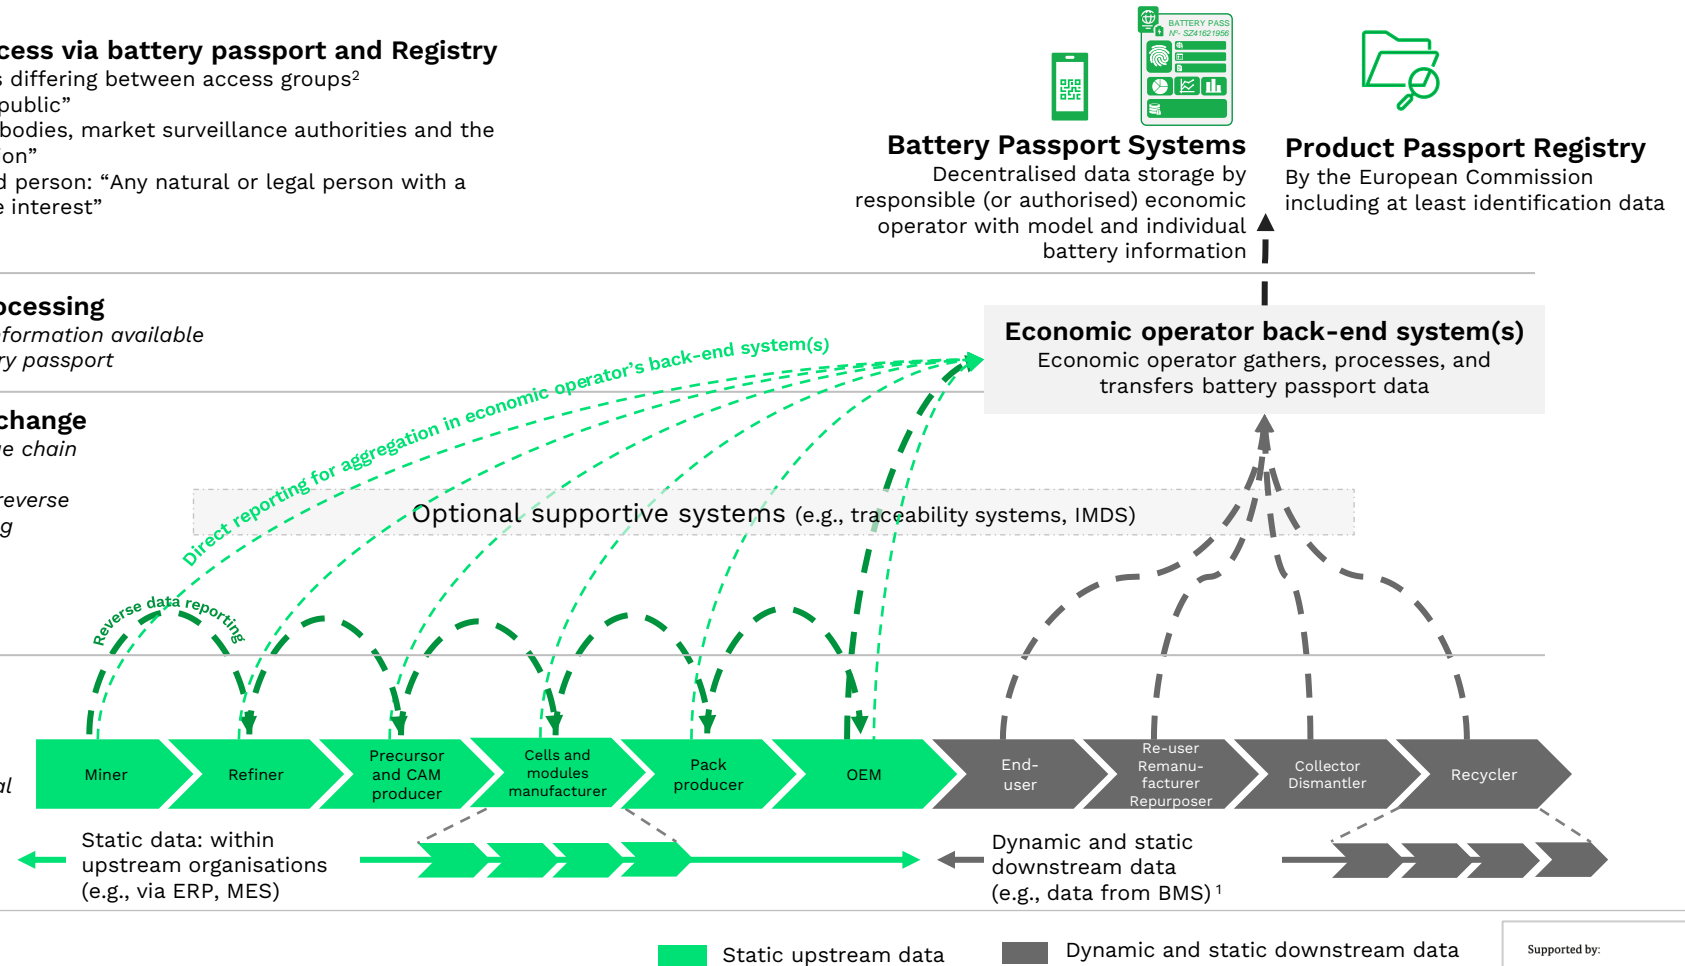 cess via battery passport and Registry
s differing between access groups²
public”
bodies, market surveillance authorities and the
ion”
d person: “Any natural or legal person with a
e interest”
BATTERY PASS
Nº- SZ41621956
Battery Passport Systems
Decentralised data storage by
responsible (or authorised) economic
operator with model and individual
battery information
Product Passport Registry
By the European Commission
including at least identification data
ocessing
nformation available
ry passport
Economic operator back-end system(s)
Economic operator gathers, processes, and
transfers battery passport data
change
e chain
reverse
g
Direct reporting for aggregation in economic operator’s back-end system(s)
Optional supportive systems (e.g., traceability systems, IMDS)
Reverse data reporting
al
Miner
Refiner
Precursor
and CAM
producer
Cells and
modules
manufacturer
Pack
producer
OEM
End-
user
Re-user
Remanu-
facturer
Repurposer
Collector
Dismantler
Recycler
Static data: within
upstream organisations
(e.g., via ERP, MES)
Dynamic and static
downstream data
(e.g., data from BMS)¹
Static upstream data
Dynamic and static downstream data
Supported by: